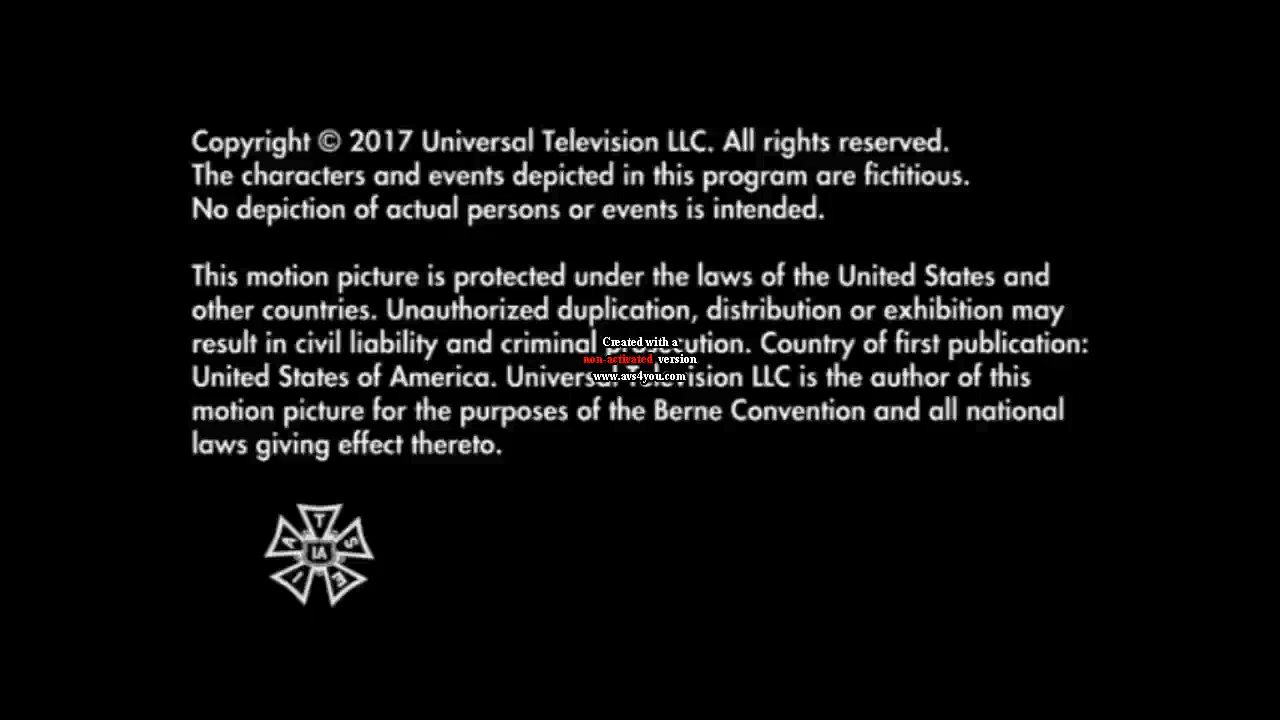 Copyright © 2017 Universal Television LLC. All rights reserved.
The characters and events depicted in this program are fictitious.
No depiction of actual persons or events is intended.
This motion picture is protected under the laws of the United States and
other countries. Unauthorized duplication, distribution or exhibition may
result in civil liability and criminal prosecution. Country of first publication:
United States of America. Universal Television LLC is the author of this
motion picture for the purposes of the Berne Convention and all national
laws giving effect thereto.
Created with a
non-activated version
www.avs4you.com
I A T S E
IA